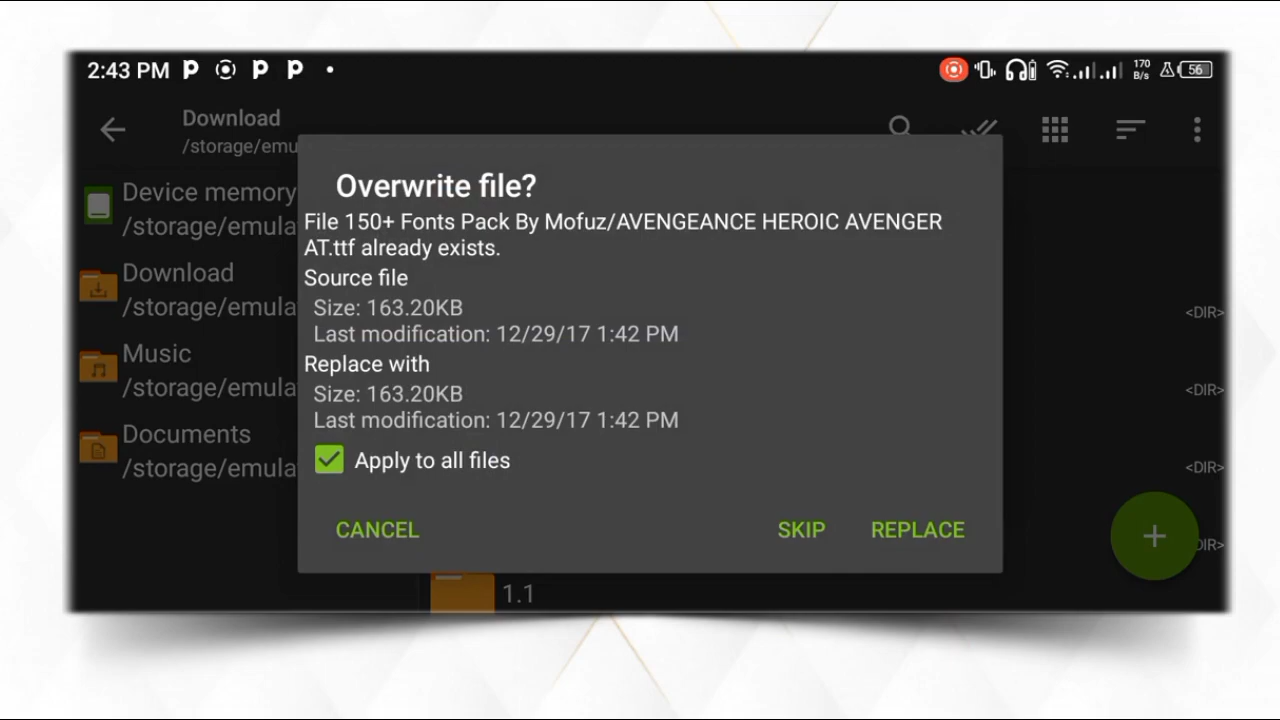 2:43 PM
170
B/s
56
Download
/storage/emu
Device memory
/storage/emula
Download
/storage/emula
Music
/storage/emula
Documents
/storage/emula
Overwrite file?
File 150+ Fonts Pack By Mofuz/AVENGEANCE HEROIC AVENGER
AT.ttf already exists.
Source file
Size: 163.20KB
Last modification: 12/29/17 1:42 PM
Replace with
Size: 163.20KB
Last modification: 12/29/17 1:42 PM
Apply to all files
CANCEL
SKIP
REPLACE
<DIR>
<DIR>
<DIR>
DIR>
1.1